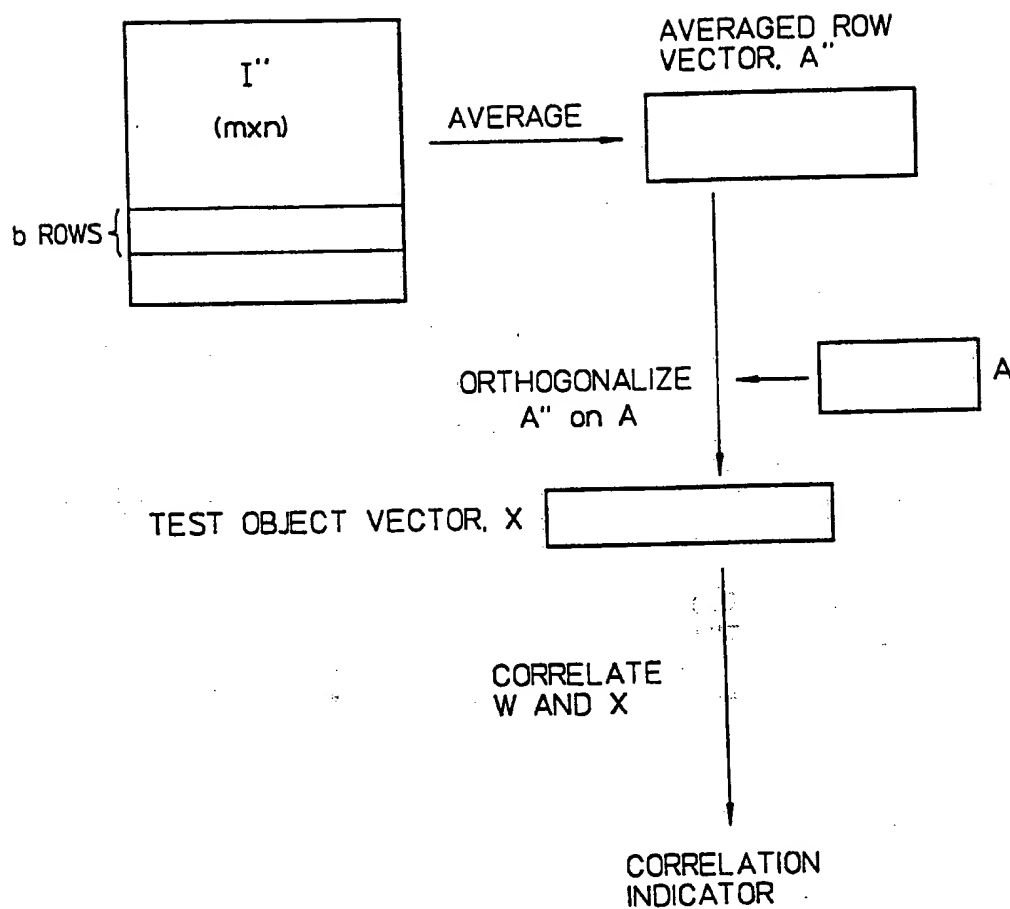 I''
(mxn)
b ROWS
AVERAGE
AVERAGED ROW
VECTOR, A''
ORTHOGONALIZE
A'' on A
A
TEST OBJECT VECTOR, X
CORRELATE
W AND X
CORRELATION
INDICATOR